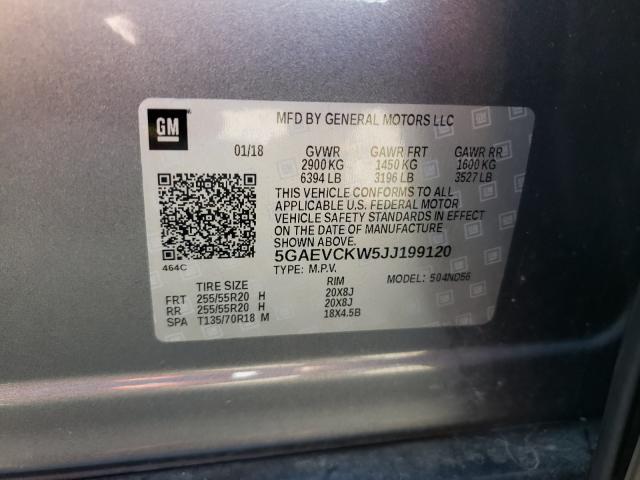 GM
MFD BY GENERAL MOTORS LLC
01/18 GVWR GAWR FRT GAWR RR
2900 KG 1450 KG 1600 KG
6394 LB 3196 LB 3527 LB
THIS VEHICLE CONFORMS TO ALL
APPLICABLE U.S. FEDERAL MOTOR
VEHICLE SAFETY STANDARDS IN EFFECT
ON THE DATE OF MANUFACTURE
SHOWN ABOVE.
464C
5GAEVCKW5JJ199120
TYPE: M.P.V. MODEL: 504ND56
TIRE SIZE RIM
FRT 255/55R20 H 20X8J
RR 255/55R20 H 20X8J
SPA T135/70R18 M 18X4.5B